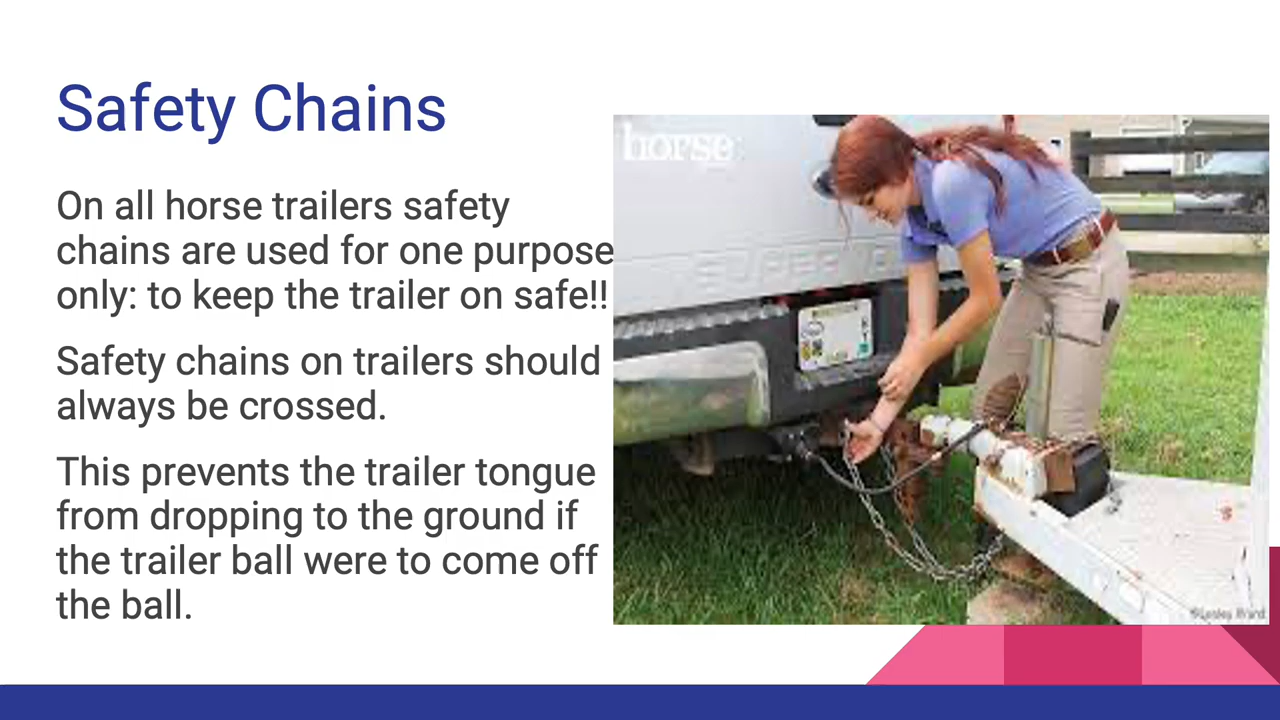 Safety Chains
On all horse trailers safety
chains are used for one purpose
only: to keep the trailer on safe!!
Safety chains on trailers should
always be crossed.
This prevents the trailer tongue
from dropping to the ground if
the trailer ball were to come off
the ball.
horse